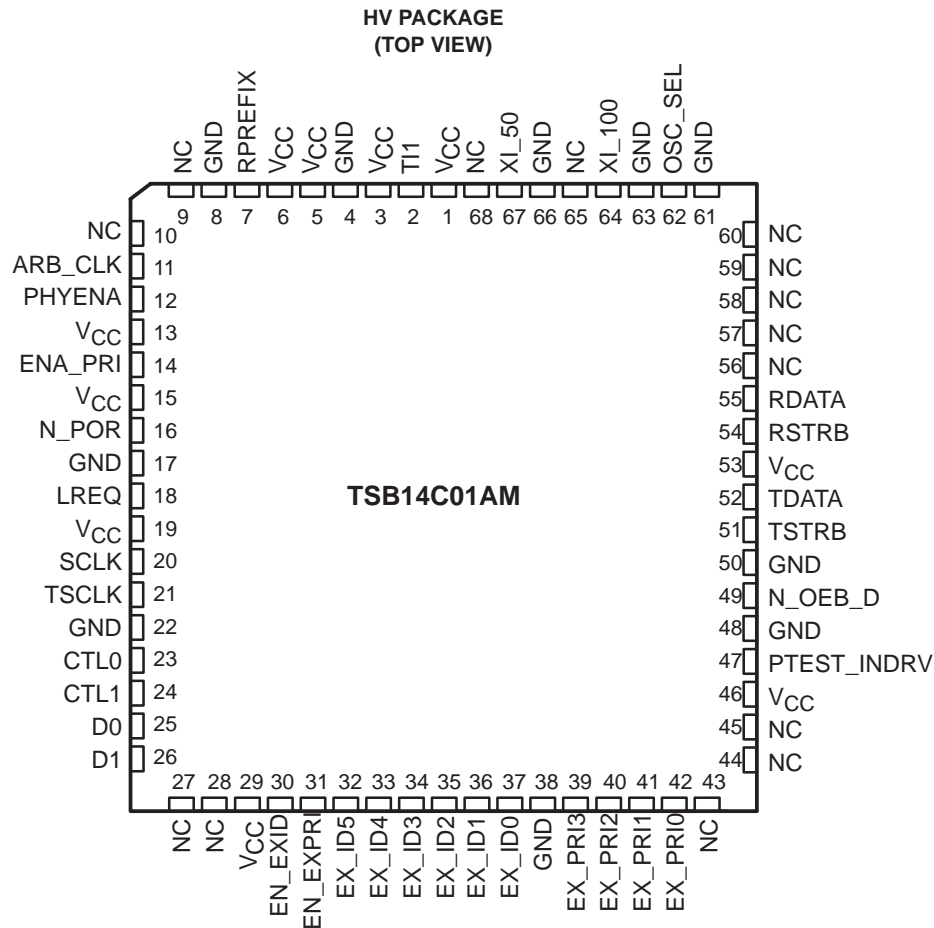 HV PACKAGE
(TOP VIEW)
NC GND RPREFIX VCC VCC GND VCC TI1 VCC NC XI_50 GND NC XI_100 GND OSC_SEL GND
9 8 7 6 5 4 3 2 1 68 67 66 65 64 63 62 61
NC 10 60 NC
ARB_CLK 11 59 NC
PHYENA 12 58 NC
VCC 13 57 NC
ENA_PRI 14 56 NC
VCC 15 55 RDATA
N_POR 16 54 RSTRB
GND 17 53 VCC
LREQ 18 TSB14C01AM 52 TDATA
VCC 19 51 TSTRB
SCLK 20 50 GND
TSCLK 21 49 N_OEB_D
GND 22 48 GND
CTL0 23 47 PTEST_INDRV
CTL1 24 46 VCC
D0 25 45 NC
D1 26 44 NC
27 28 29 30 31 32 33 34 35 36 37 38 39 40 41 42 43
NC NC VCC EN_EXID EN_EXPRI EX_ID5 EX_ID4 EX_ID3 EX_ID2 EX_ID1 EX_ID0 GND EX_PRI3 EX_PRI2 EX_PRI1 EX_PRI0 NC